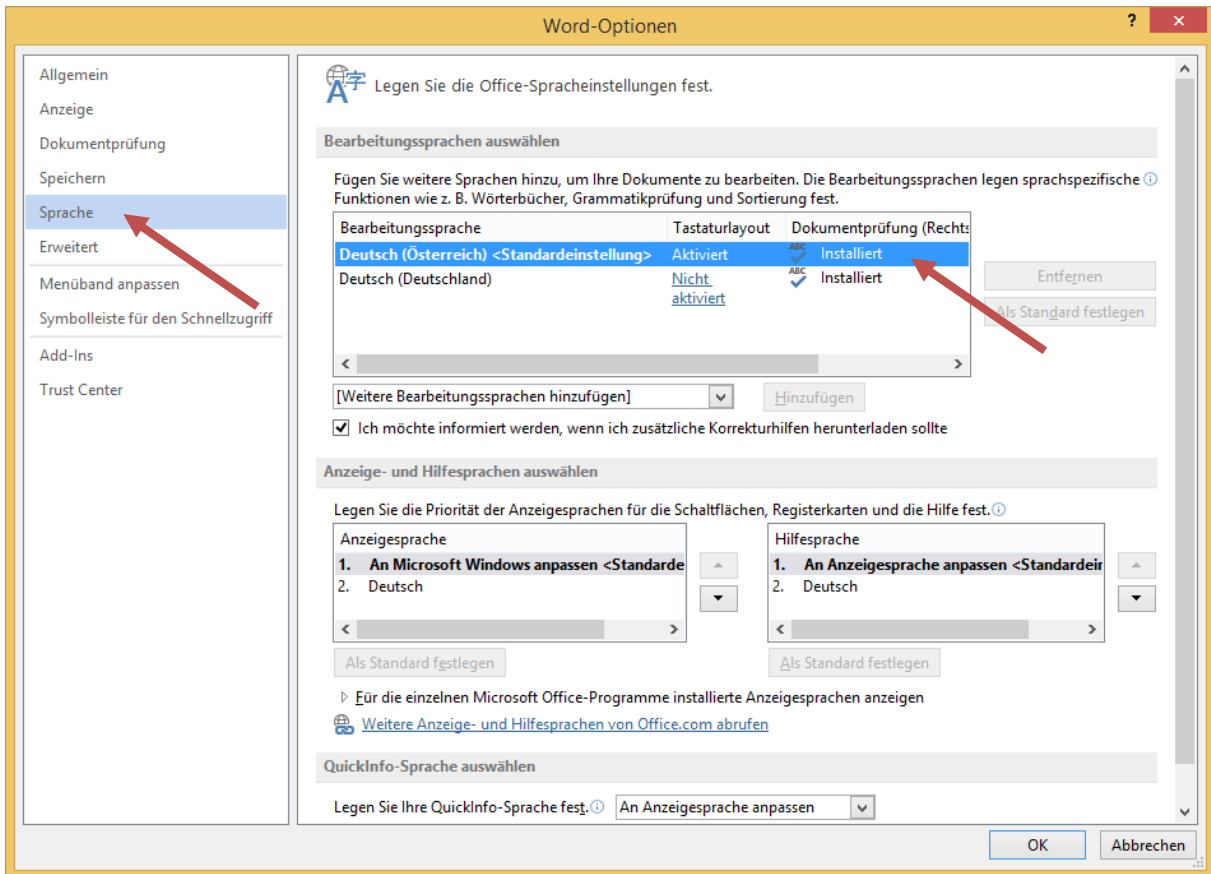 Word-Optionen
?
Allgemein
Anzeige
Dokumentprüfung
Speichern
Sprache
Erweitert
Menüband anpassen
Symbolleiste für den Schnellzugriff
Add-Ins
Trust Center
Legen Sie die Office-Spracheinstellungen fest.
Bearbeitungssprachen auswählen
Fügen Sie weitere Sprachen hinzu, um Ihre Dokumente zu bearbeiten. Die Bearbeitungssprachen legen sprachspezifische
Funktionen wie z. B. Wörterbücher, Grammatikprüfung und Sortierung fest.
Bearbeitungssprache Tastaturlayout Dokumentprüfung (Rechts
Deutsch (Österreich) <Standardeinstellung> Aktiviert ABC Installiert
Deutsch (Deutschland) Nicht ABC Installiert
aktiviert
Entfernen
Als Standard festlegen
[Weitere Bearbeitungssprachen hinzufügen] Hinzufügen
Ich möchte informiert werden, wenn ich zusätzliche Korrekturhilfen herunterladen sollte
Anzeige- und Hilfesprachen auswählen
Legen Sie die Priorität der Anzeigesprachen für die Schaltflächen, Registerkarten und die Hilfe fest.
Anzeigesprache
1. An Microsoft Windows anpassen <Standarde
2. Deutsch
Als Standard festlegen
Hilfesprache
1. An Anzeigesprache anpassen <Standardeir
2. Deutsch
Als Standard festlegen
Für die einzelnen Microsoft Office-Programme installierte Anzeigesprachen anzeigen
Weitere Anzeige- und Hilfesprachen von Office.com abrufen
QuickInfo-Sprache auswählen
Legen Sie Ihre QuickInfo-Sprache fest. An Anzeigesprache anpassen
OK Abbrechen